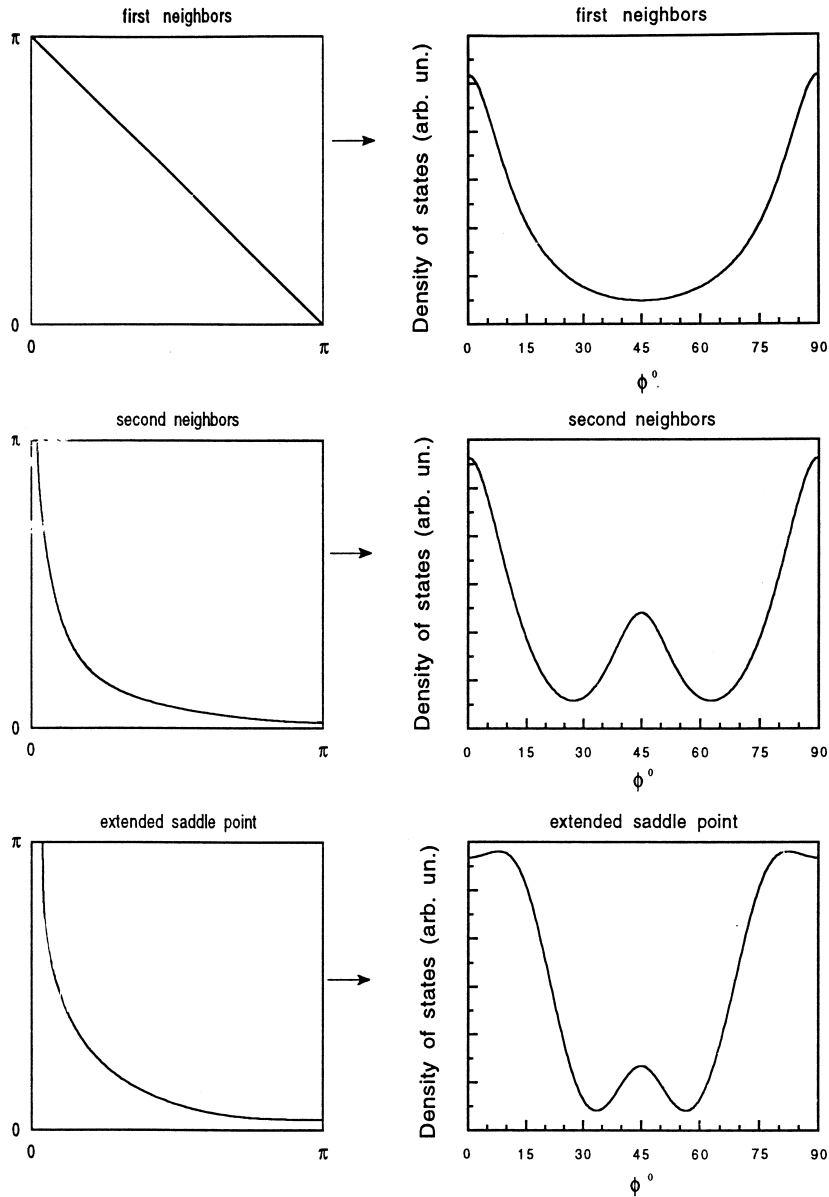 first neighbors
π
0
0
π
first neighbors
Density of states (arb. un.)
0 15 30 45 60 75 90
ϕ°
second neighbors
π
0
0
π
second neighbors
Density of states (arb. un.)
0 15 30 45 60 75 90
ϕ°
extended saddle point
π
0
0
π
extended saddle point
Density of states (arb. un.)
0 15 30 45 60 75 90
ϕ°